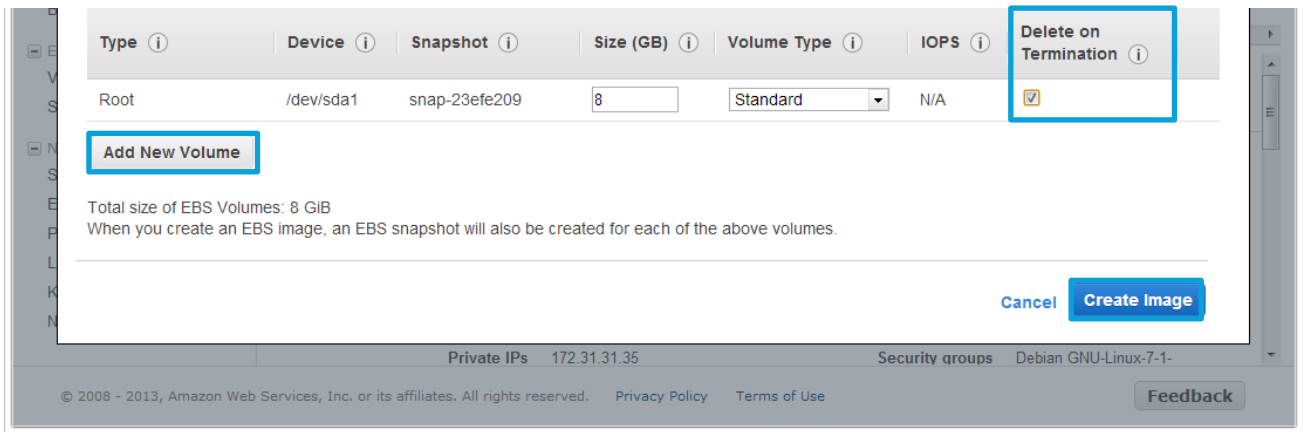 Type Device Snapshot Size (GB) Volume Type IOPS Delete on
Termination
Root /dev/sda1 snap-23efe209 8 Standard N/A
Add New Volume
Total size of EBS Volumes: 8 GiB
When you create an EBS image, an EBS snapshot will also be created for each of the above volumes.
Cancel Create Image
Private IPs 172.31.31.35 Security groups Debian GNU-Linux-7-1-
© 2008 - 2013, Amazon Web Services, Inc. or its affiliates. All rights reserved. Privacy Policy Terms of Use Feedback